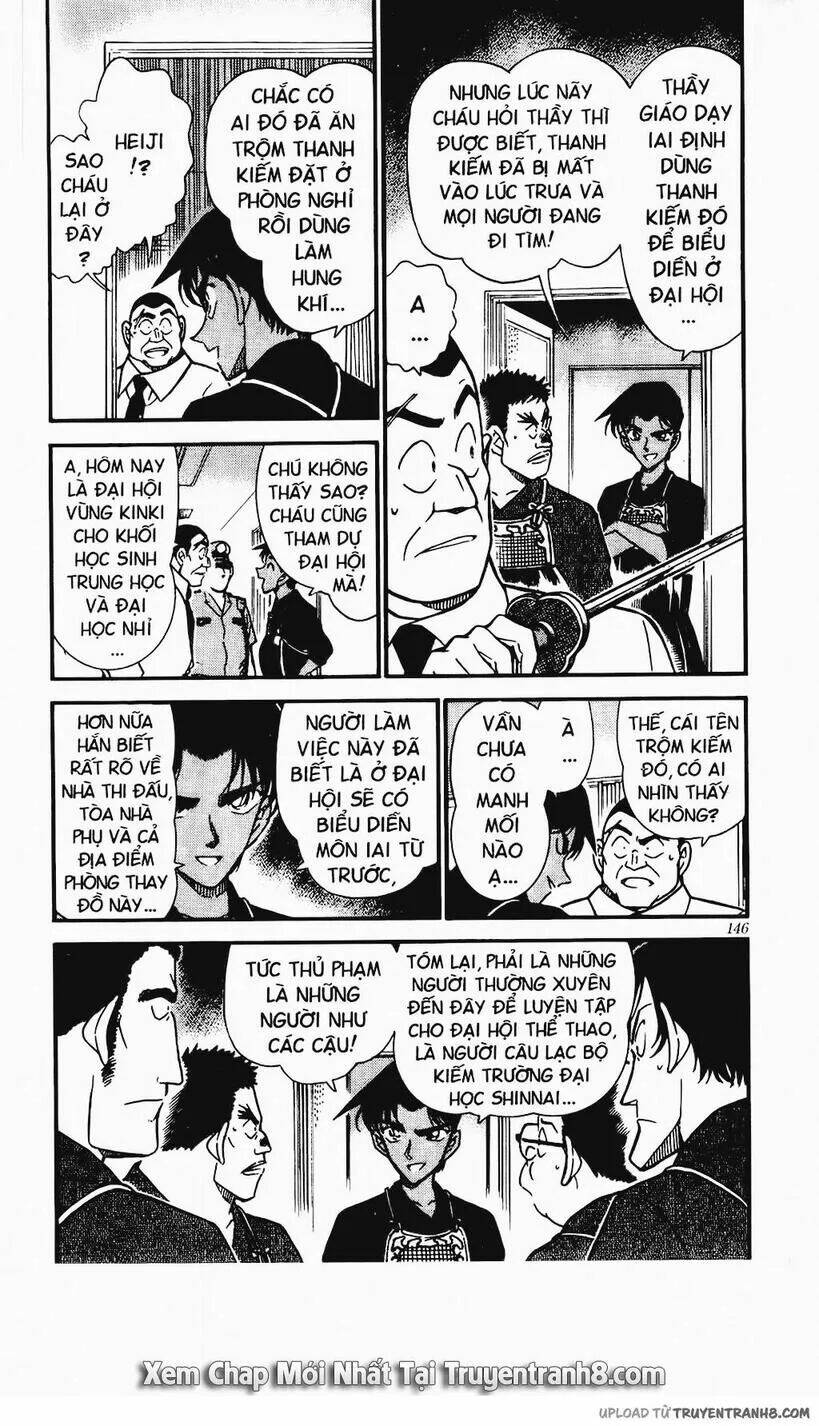 THẦY
GIÁO DẠY
IAI ĐỊNH
DÙNG
THANH
KIẾM ĐÓ
ĐỂ BIỂU
DIỄN Ở
ĐẠI HỘI
...
NHƯNG LÚC NÃY
CHÁU HỎI THẦY THÌ
ĐƯỢC BIẾT, THANH
KIẾM ĐÃ BỊ MẤT
VÀO LÚC TRƯA VÀ
MỌI NGƯỜI ĐANG
ĐI TÌM!
A
...
CHẮC CÓ
AI ĐÓ ĐÃ ĂN
TRỘM THANH
KIẾM ĐẶT Ở
PHÒNG NGHỈ
RỒI DÙNG
LÀM
HUNG
KHÍ...
HEIJI
!?
SAO
CHÁU
LẠI Ở
ĐÂY
?
CHÚ KHÔNG
THẤY SAO?
CHÁU CŨNG
THAM DỰ
ĐẠI HỘI
MÀ!
A, HÔM NAY
LÀ ĐẠI HỘI
VÙNG KINKI
CHO KHỐI
HỌC SINH
TRUNG HỌC
VÀ ĐẠI
HỌC NHỈ
...
THẾ, CÁI TÊN
TRỘM KIẾM
ĐÓ, CÓ AI
NHÌN THẤY
KHÔNG?
À
...
VẪN
CHƯA
CÓ
MANH
MỐI
NÀO
Ạ...
NGƯỜI LÀM
VIỆC NÀY ĐÃ
BIẾT LÀ Ở ĐẠI
HỘI SẼ CÓ
BIỂU DIỄN
MÔN IAI TỪ
TRƯỚC,
HƠN NỮA
HẮN BIẾT
RẤT RÕ VỀ
NHÀ THI ĐẤU,
TÒA NHÀ
PHỤ VÀ CẢ
ĐỊA ĐIỂM
PHÒNG THAY
ĐỒ NÀY...
146
TÓM LẠI, PHẢI LÀ NHỮNG
NGƯỜI THƯỜNG XUYÊN
ĐẾN ĐÂY ĐỂ LUYỆN TẬP
CHO ĐẠI HỘI THỂ THAO,
LÀ NGƯỜI CÂU LẠC BỘ
KIẾM TRƯỜNG ĐẠI
HỌC SHINNAI...
TỨC THỦ PHẠM
LÀ NHỮNG
NGƯỜI NHƯ
CÁC CẬU!
Xem Chap Mới Nhất Tại Truyentranh8.com
UPLOAD TỪ TRUYENTRANH8.COM